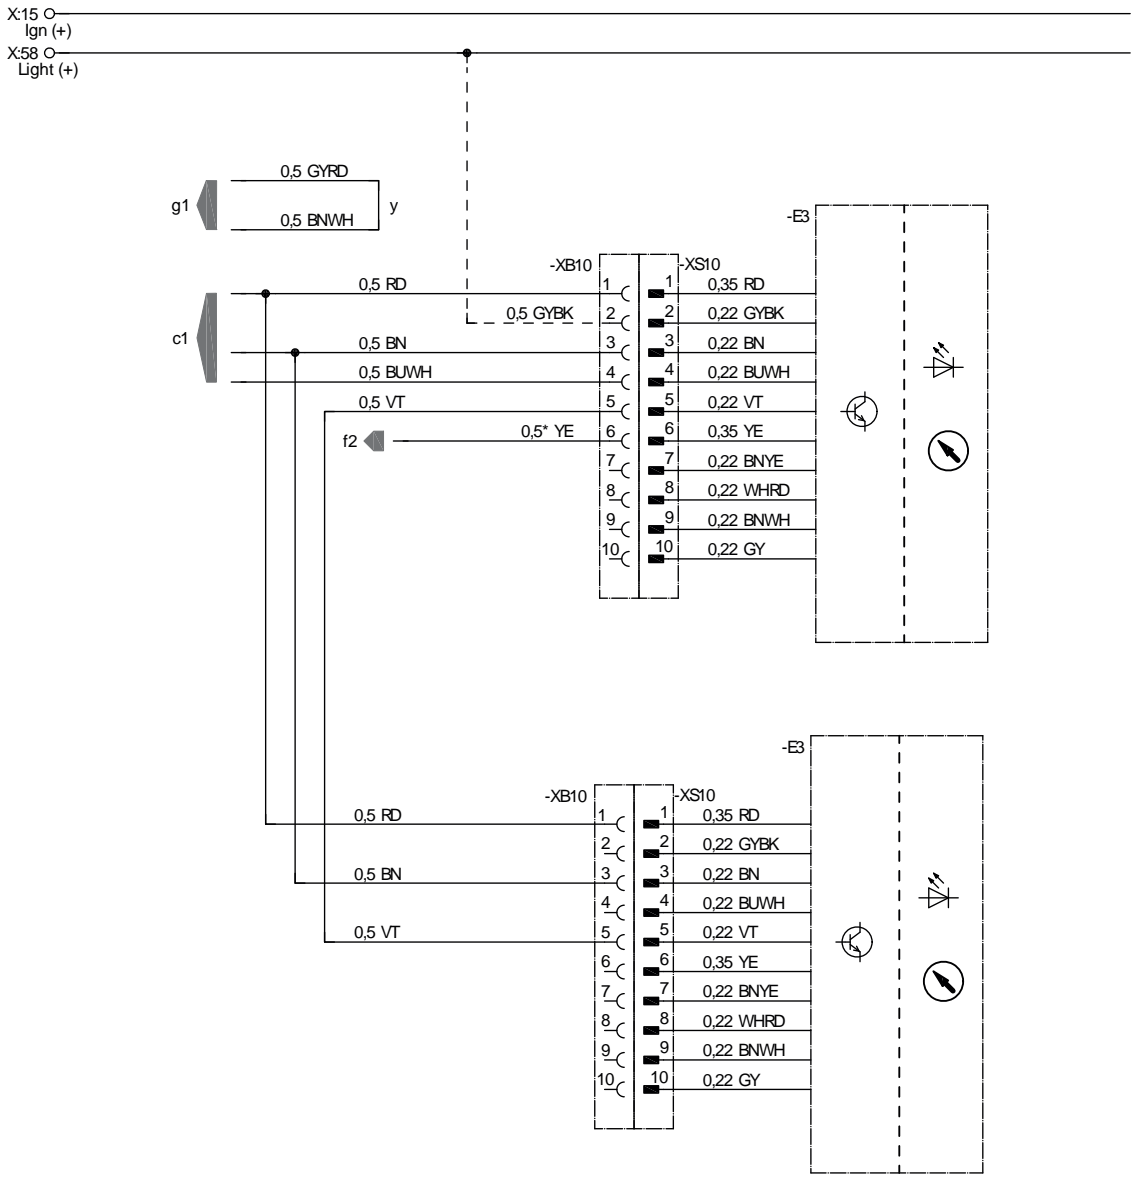 X:15
Ign (+)
X:58
Light (+)
0,5 GYRD
g1
y
0,5 BNWH
-E3
-XB10 -XS10
0,5 RD 1 1 0,35 RD
0,5 GYBK 2 2 0,22 GYBK
c1 0,5 BN 3 3 0,22 BN
0,5 BUWH 4 4 0,22 BUWH
0,5 VT 5 5 0,22 VT
f2 0,5* YE 6 6 0,35 YE
7 7 0,22 BNYE
8 8 0,22 WHRD
9 9 0,22 BNWH
10 10 0,22 GY
-E3
-XB10 -XS10
0,5 RD 1 1 0,35 RD
2 2 0,22 GYBK
0,5 BN 3 3 0,22 BN
4 4 0,22 BUWH
0,5 VT 5 5 0,22 VT
6 6 0,35 YE
7 7 0,22 BNYE
8 8 0,22 WHRD
9 9 0,22 BNWH
10 10 0,22 GY